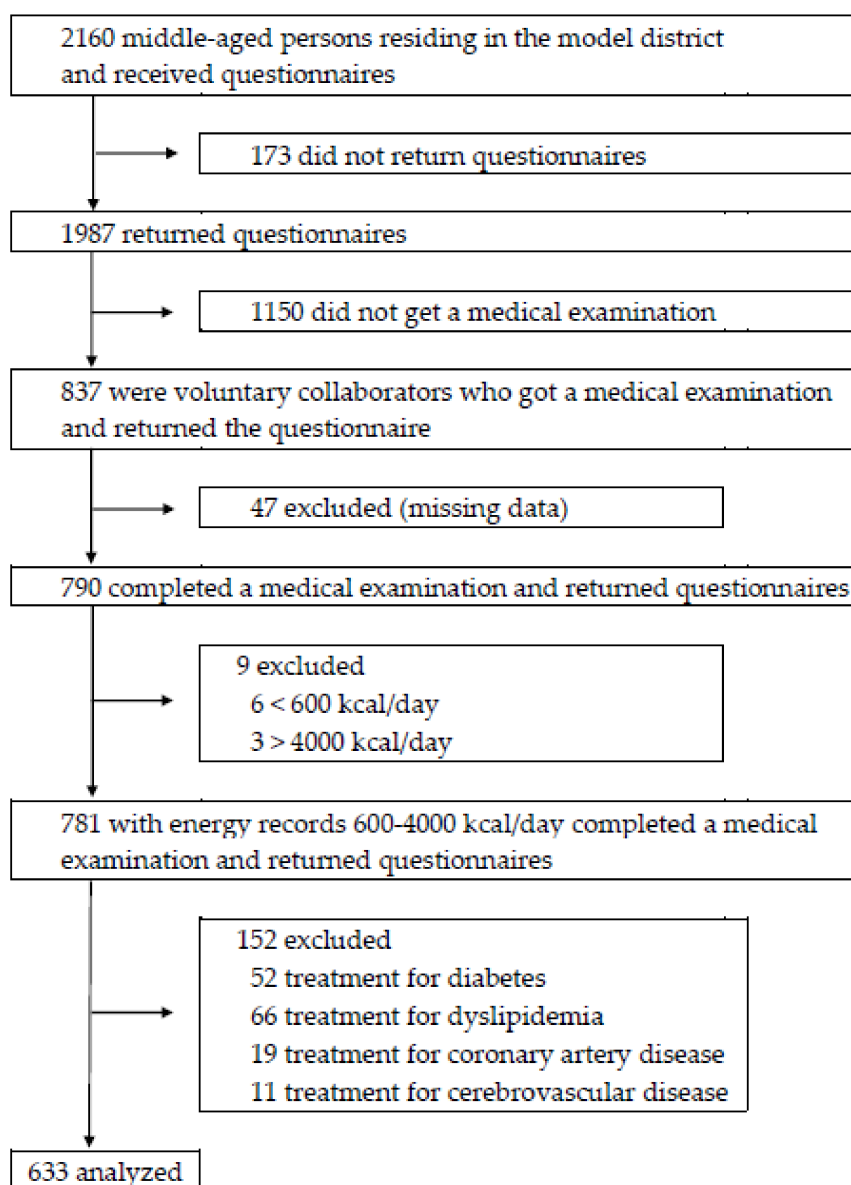 2160 middle-aged persons residing in the model district
and received questionnaires
173 did not return questionnaires
1987 returned questionnaires
1150 did not get a medical examination
837 were voluntary collaborators who got a medical examination
and returned the questionnaire
47 excluded (missing data)
790 completed a medical examination and returned questionnaires
9 excluded
6 < 600 kcal/day
3 > 4000 kcal/day
781 with energy records 600-4000 kcal/day completed a medical
examination and returned questionnaires
152 excluded
52 treatment for diabetes
66 treatment for dyslipidemia
19 treatment for coronary artery disease
11 treatment for cerebrovascular disease
633 analyzed